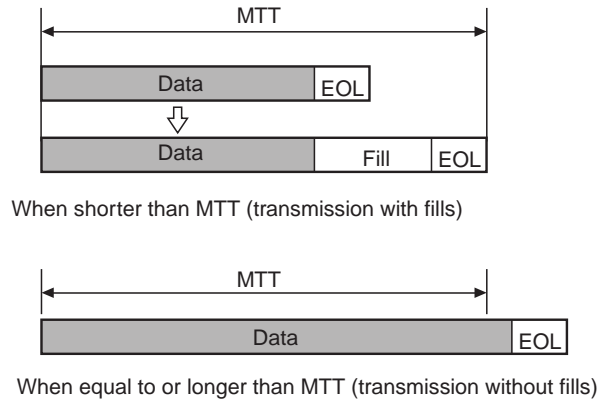 MTT
Data EOL
Data Fill EOL
When shorter than MTT (transmission with fills)
MTT
Data EOL
When equal to or longer than MTT (transmission without fills)